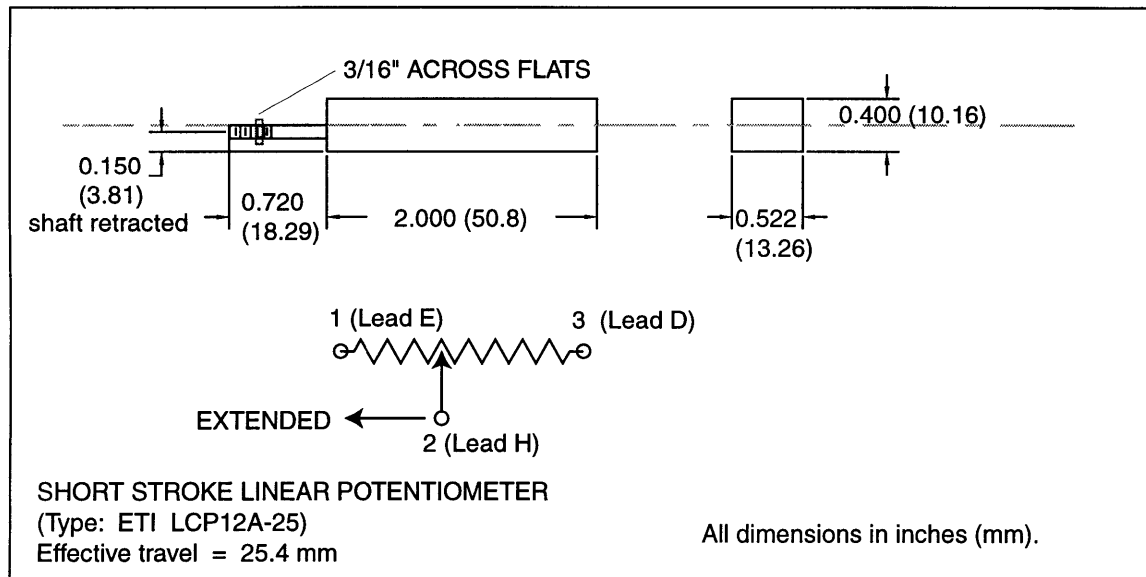 3/16" ACROSS FLATS
0.400 (10.16)
0.150
(3.81)
shaft retracted
0.720
(18.29)
2.000 (50.8)
0.522
(13.26)
1 (Lead E)
3 (Lead D)
EXTENDED
2 (Lead H)
SHORT STROKE LINEAR POTENTIOMETER
(Type: ETI LCP12A-25)
Effective travel = 25.4 mm
All dimensions in inches (mm).